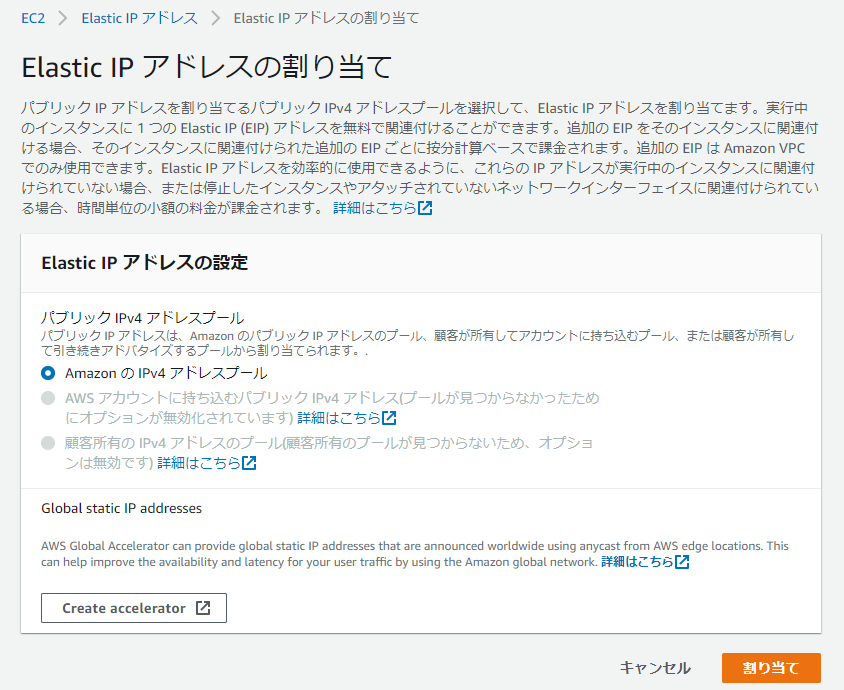 EC2 > Elastic IP アドレス > Elastic IP アドレスの割り当て
Elastic IP アドレスの割り当て
パブリック IP アドレスを割り当てるパブリック IPv4 アドレスプールを選択して、Elastic IP アドレスを割り当てます。実行中
のインスタンスに 1 つの Elastic IP (EIP) アドレスを無料で関連付けることができます。追加の EIP をそのインスタンスに関連付
ける場合、そのインスタンスに関連付けられた追加の EIP ごとに按分計算ベースで課金されます。追加の EIP は Amazon VPC
でのみ使用できます。Elastic IP アドレスを効率的に使用できるように、これらの IP アドレスが実行中のインスタンスに関連付
けられていない場合、または停止したインスタンスやアタッチされていないネットワークインターフェイスに関連付けられてい
る場合、時間単位の小額の料金が課金されます。 詳細はこちら
Elastic IP アドレスの設定
パブリック IPv4 アドレスプール
パブリック IP アドレスは、Amazon のパブリック IP アドレスのプール、顧客が所有してアカウントに持ち込むプール、または顧客が所有し
て引き続きアドバタイズするプールから割り当てられます。.
Amazon の IPv4 アドレスプール
AWS アカウントに持ち込むパブリック IPv4 アドレス(プールが見つからなかったため
にオプションが無効化されています) 詳細はこちら
顧客所有の IPv4 アドレスのプール(顧客所有のプールが見つからないため、オプショ
ンは無効です) 詳細はこちら
Global static IP addresses
AWS Global Accelerator can provide global static IP addresses that are announced worldwide using anycast from AWS edge locations. This
can help improve the availability and latency for your user traffic by using the Amazon global network. 詳細はこちら
Create accelerator
キャンセル 割り当て